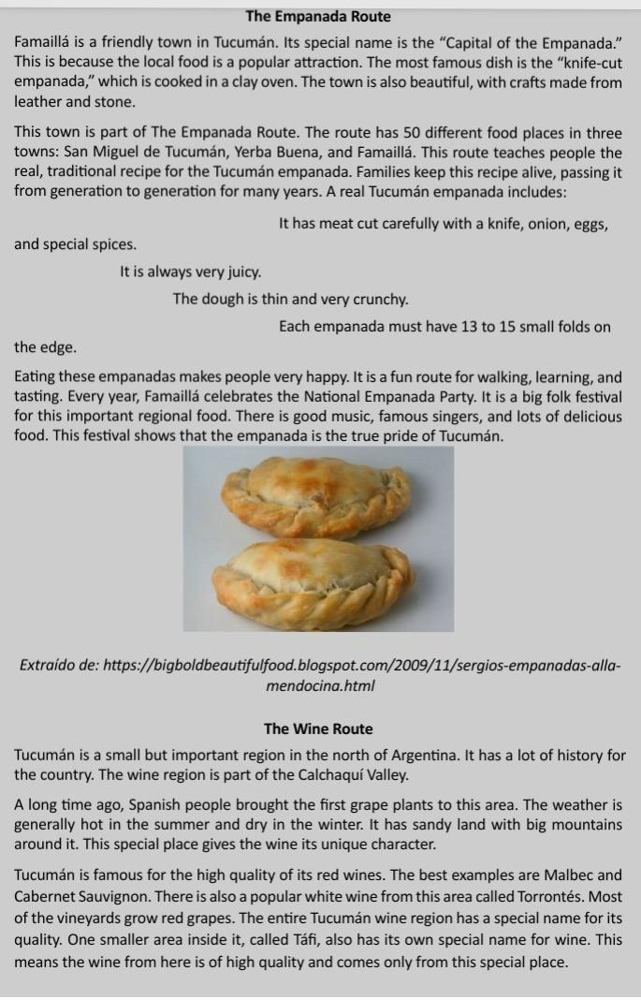 The Empanada Route
Famaillá is a friendly town in Tucumán. Its special name is the “Capital of the Empanada.”
This is because the local food is a popular attraction. The most famous dish is the “knife-cut
empanada,” which is cooked in a clay oven. The town is also beautiful, with crafts made from
leather and stone.
This town is part of The Empanada Route. The route has 50 different food places in three
towns: San Miguel de Tucumán, Yerba Buena, and Famaillá. This route teaches people the
real, traditional recipe for the Tucumán empanada. Families keep this recipe alive, passing it
from generation to generation for many years. A real Tucumán empanada includes:
It has meat cut carefully with a knife, onion, eggs,
and special spices.
It is always very juicy.
The dough is thin and very crunchy.
Each empanada must have 13 to 15 small folds on
the edge.
Eating these empanadas makes people very happy. It is a fun route for walking, learning, and
tasting. Every year, Famaillá celebrates the National Empanada Party. It is a big folk festival
for this important regional food. There is good music, famous singers, and lots of delicious
food. This festival shows that the empanada is the true pride of Tucumán.
Extraído de: https://bigboldbeautifulfood.blogspot.com/2009/11/sergios-empanadas-alla-
mendocina.html
The Wine Route
Tucumán is a small but important region in the north of Argentina. It has a lot of history for
the country. The wine region is part of the Calchaquí Valley.
A long time ago, Spanish people brought the first grape plants to this area. The weather is
generally hot in the summer and dry in the winter. It has sandy land with big mountains
around it. This special place gives the wine its unique character.
Tucumán is famous for the high quality of its red wines. The best examples are Malbec and
Cabernet Sauvignon. There is also a popular white wine from this area called Torrontés. Most
of the vineyards grow red grapes. The entire Tucumán wine region has a special name for its
quality. One smaller area inside it, called Táfi, also has its own special name for wine. This
means the wine from here is of high quality and comes only from this special place.